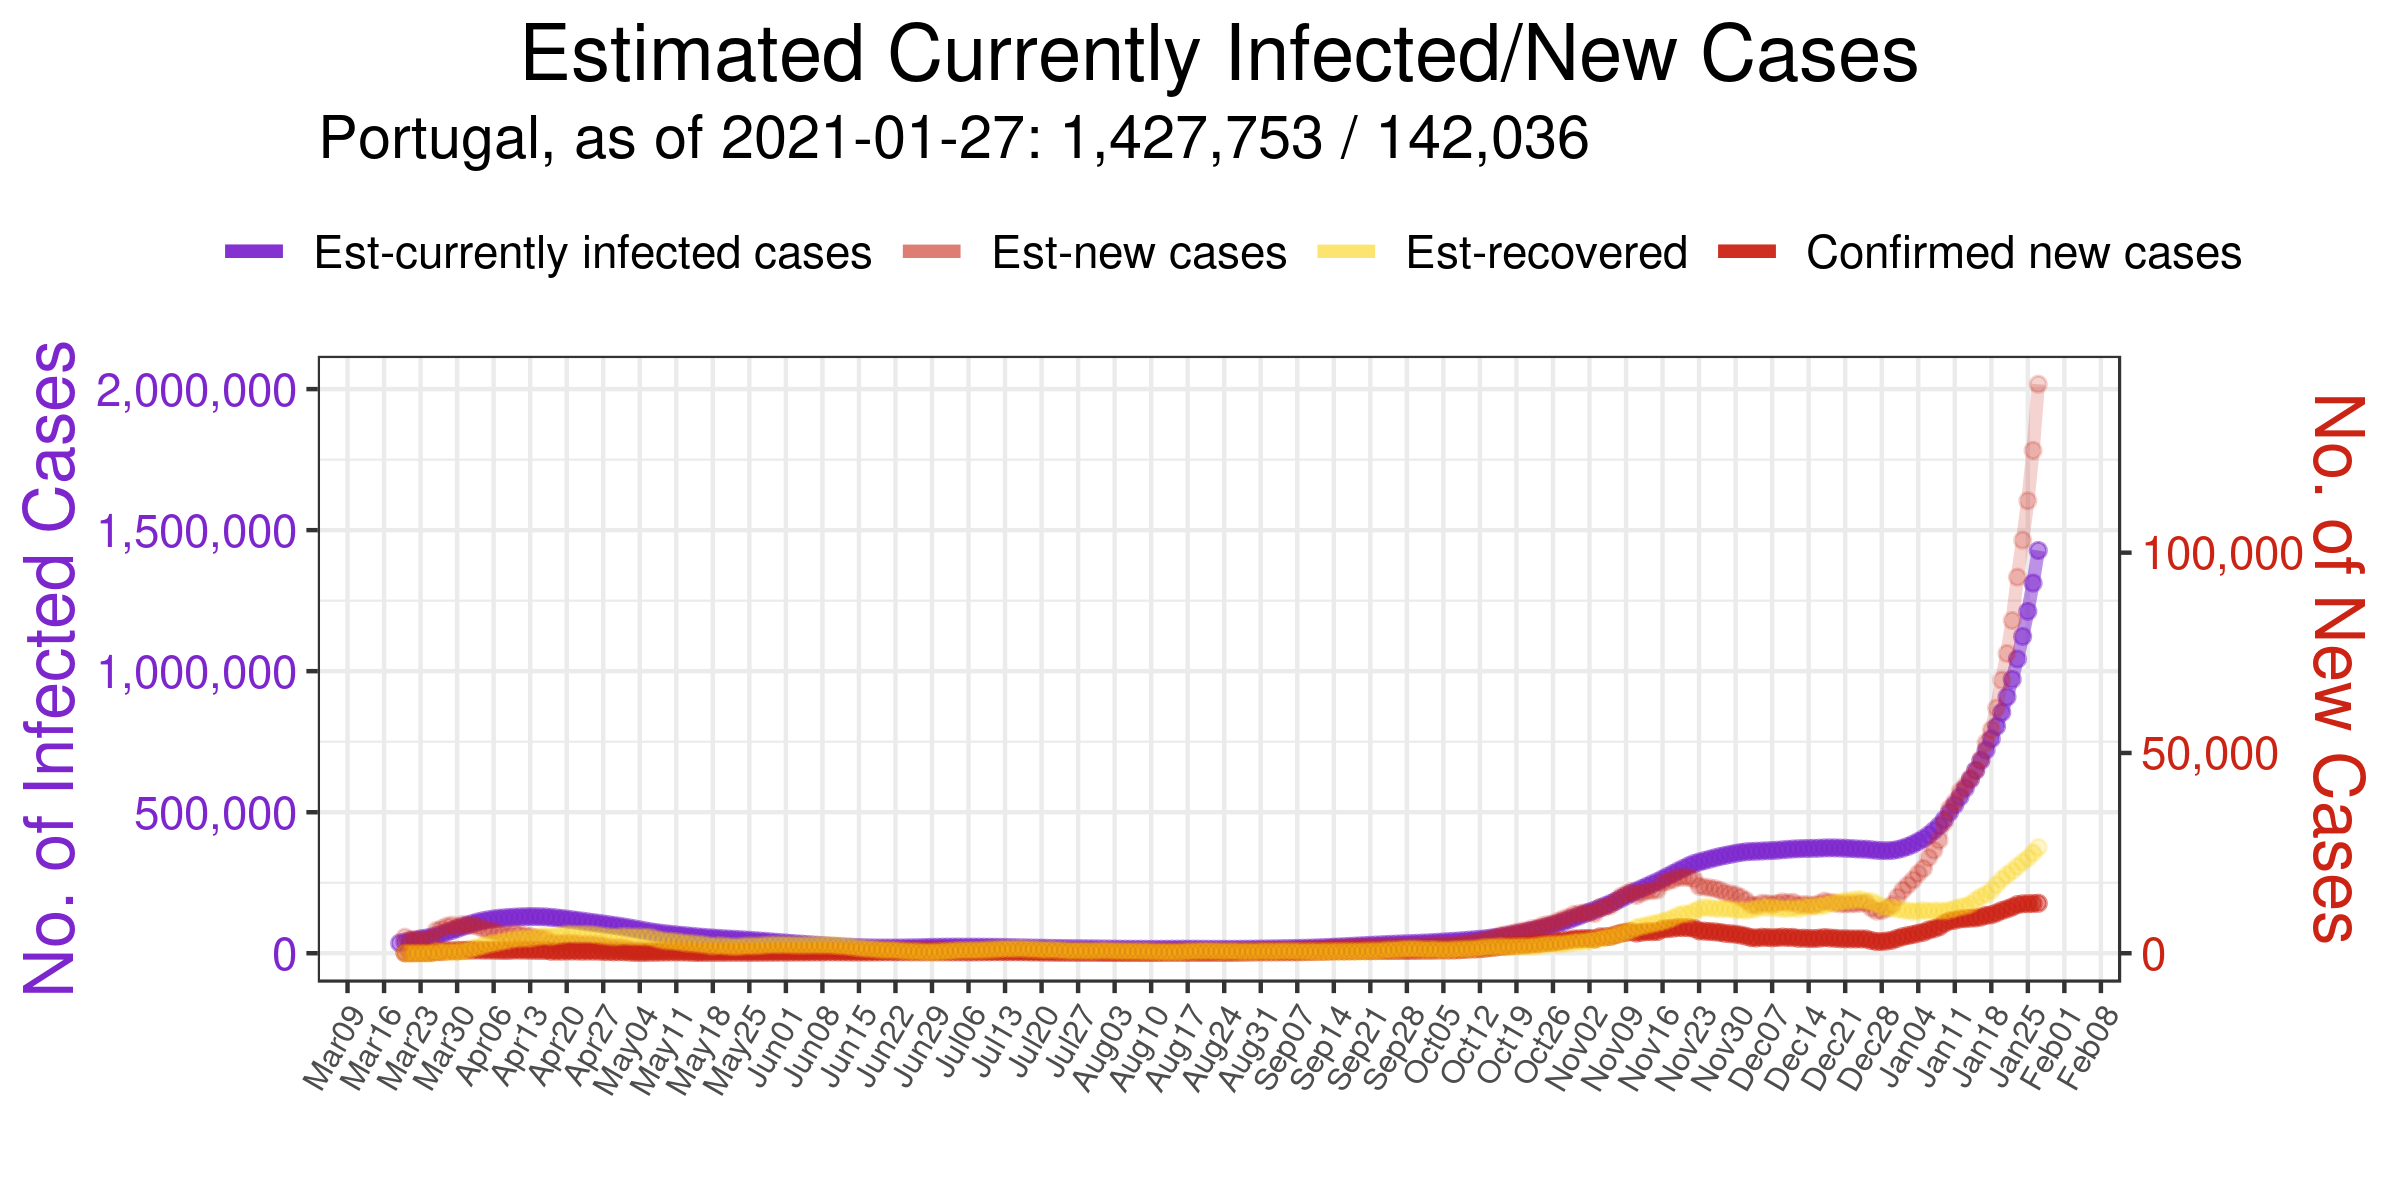 Estimated Currently Infected/New Cases
Portugal, as of 2021-01-27: 1,427,753 / 142,036
Est-currently infected cases Est-new cases Est-recovered Confirmed new cases
No. of Infected Cases
2,000,000
1,500,000
1,000,000
500,000
0
100,000
50,000
0
No. of New Cases
Mar09 Mar16 Mar23 Mar30 Apr06 Apr13 Apr20 Apr27 May04 May11 May18 May25 Jun01 Jun08 Jun15 Jun22 Jun29 Jul06 Jul13 Jul20 Jul27 Aug03 Aug10 Aug17 Aug24 Aug31 Sep07 Sep14 Sep21 Sep28 Oct05 Oct12 Oct19 Oct26 Nov02 Nov09 Nov16 Nov23 Nov30 Dec07 Dec14 Dec21 Dec28 Jan04 Jan11 Jan18 Jan25 Feb01 Feb08